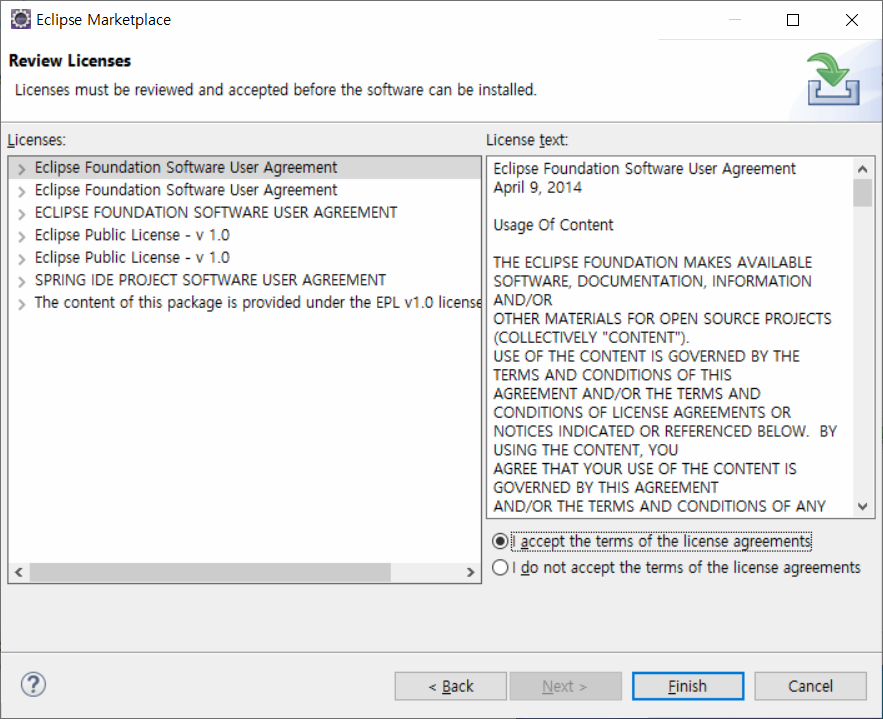 Eclipse Marketplace
Review Licenses
Licenses must be reviewed and accepted before the software can be installed.
Licenses:
Eclipse Foundation Software User Agreement
Eclipse Foundation Software User Agreement
ECLIPSE FOUNDATION SOFTWARE USER AGREEMENT
Eclipse Public License - v 1.0
Eclipse Public License - v 1.0
SPRING IDE PROJECT SOFTWARE USER AGREEMENT
The content of this package is provided under the EPL v1.0 license
License text:
Eclipse Foundation Software User Agreement
April 9, 2014
Usage Of Content
THE ECLIPSE FOUNDATION MAKES AVAILABLE
SOFTWARE, DOCUMENTATION, INFORMATION
AND/OR
OTHER MATERIALS FOR OPEN SOURCE PROJECTS
(COLLECTIVELY "CONTENT").
USE OF THE CONTENT IS GOVERNED BY THE
TERMS AND CONDITIONS OF THIS
AGREEMENT AND/OR THE TERMS AND
CONDITIONS OF LICENSE AGREEMENTS OR
NOTICES INDICATED OR REFERENCED BELOW.  BY
USING THE CONTENT, YOU
AGREE THAT YOUR USE OF THE CONTENT IS
GOVERNED BY THIS AGREEMENT
AND/OR THE TERMS AND CONDITIONS OF ANY
I accept the terms of the license agreements
I do not accept the terms of the license agreements
?
< Back
Next >
Finish
Cancel